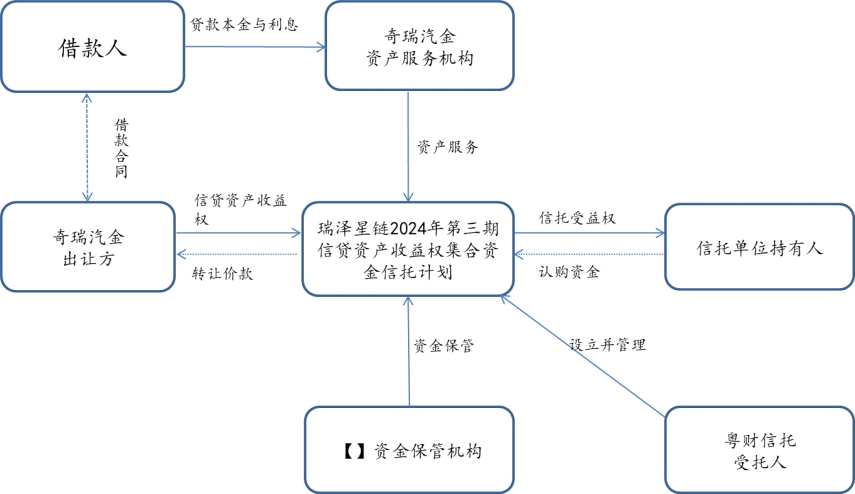 借款人
贷款本金与利息
奇瑞汽金
资产服务机构
借
款
合
同
资产服务
奇瑞汽金
出让方
信贷资产收益
权
转让价款
瑞泽星链2024年第三期
信贷资产收益权集合资
金信托计划
信托受益权
认购资金
信托单位持有人
资金保管
设立并管理
【】资金保管机构
粤财信托
受托人